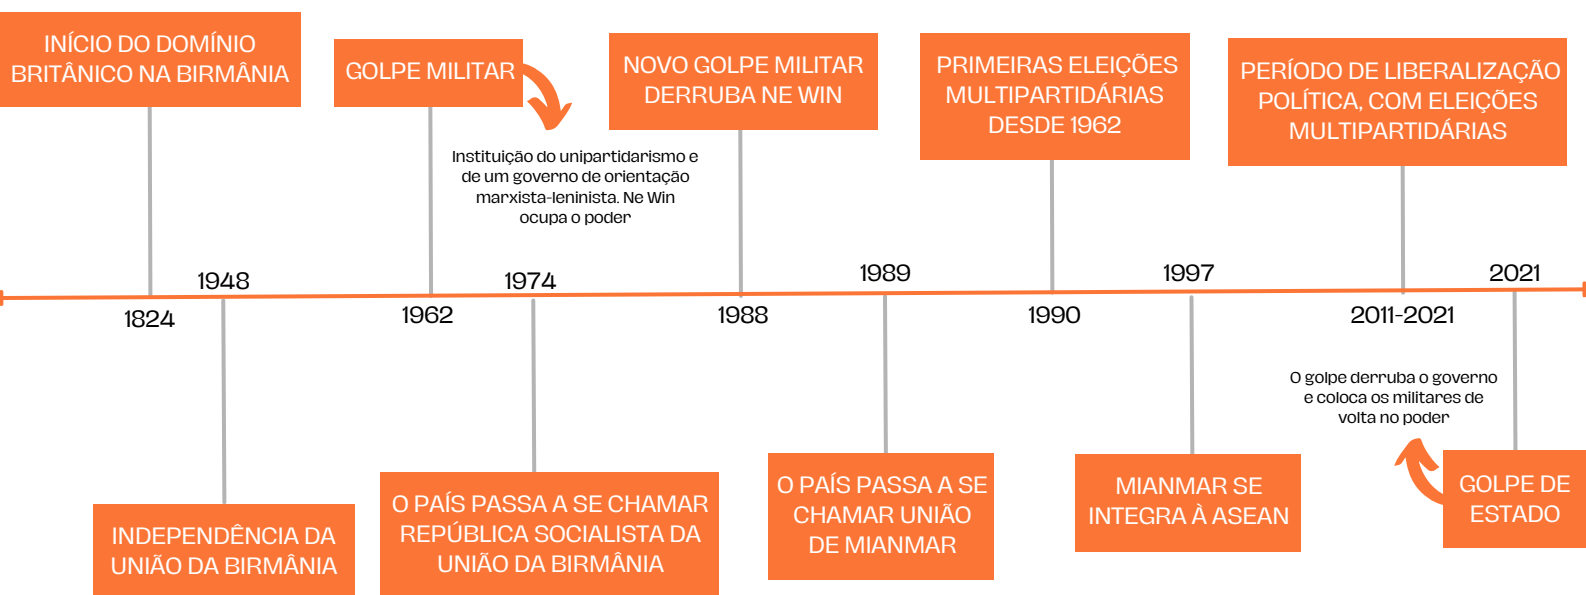 INÍCIO DO DOMÍNIO
BRITÂNICO NA BIRMÂNIA
GOLPE MILITAR
Instituição do unipartidarismo e
de um governo de orientação
marxista-leninista. Ne Win
ocupa o poder
NOVO GOLPE MILITAR
DERRUBA NE WIN
PRIMEIRAS ELEIÇÕES
MULTIPARTIDÁRIAS
DESDE 1962
PERÍODO DE LIBERALIZAÇÃO
POLÍTICA, COM ELEIÇÕES
MULTIPARTIDÁRIAS
1948
1974
1989
1997
2021
1824
1962
1988
1990
2011-2021
INDEPENDÊNCIA DA
UNIÃO DA BIRMÂNIA
O PAÍS PASSA A SE CHAMAR
REPÚBLICA SOCIALISTA DA
UNIÃO DA BIRMÂNIA
O PAÍS PASSA A SE
CHAMAR UNIÃO
DE MIANMAR
MIANMAR SE
INTEGRA À ASEAN
O golpe derruba o governo
e coloca os militares de
volta no poder
GOLPE DE
ESTADO